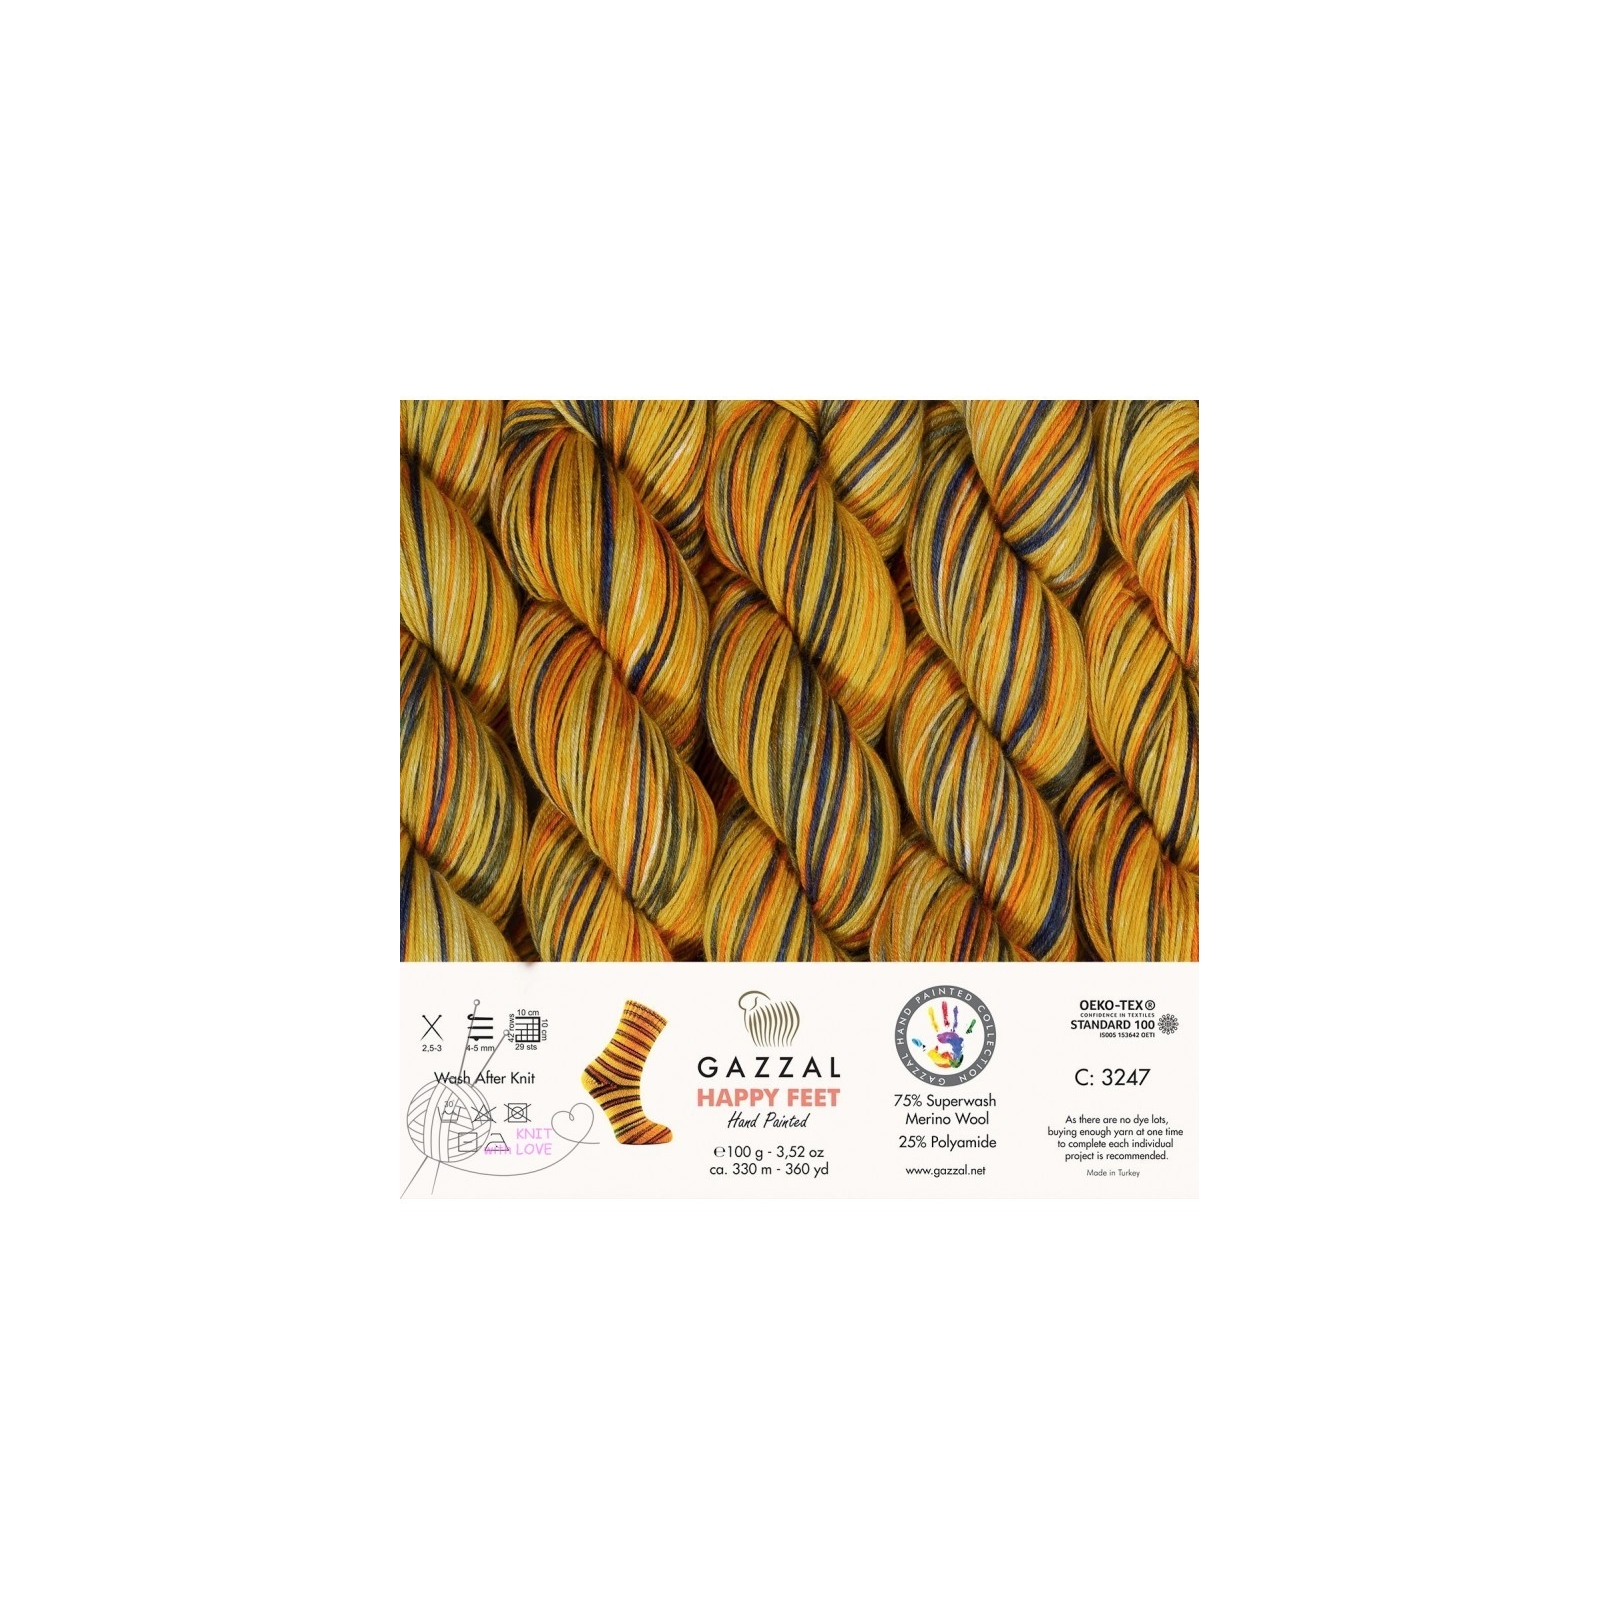 10 cm
42 rows
10 cm
29 sts
2,5-3
4-5 mm
Wash After Knit
30
KNIT
with LOVE
GAZZAL
HAPPY FEET
Hand Painted
℮100 g - 3,52 oz
ca. 330 m - 360 yd
GAZZAL HAND PAINTED COLLECTION
75% Superwash
Merino Wool
25% Polyamide
www.gazzal.net
OEKO-TEX®
CONFIDENCE IN TEXTILES
STANDARD 100
IS005 153642 OETI
C: 3247
As there are no dye lots,
buying enough yarn at one time
to complete each individual
project is recommended.
Made in Turkey